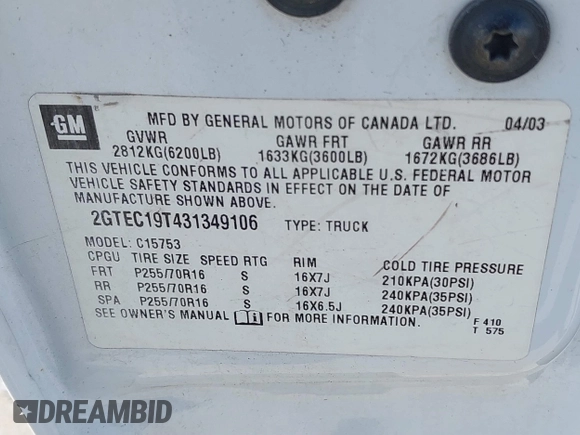 GM
MFD BY GENERAL MOTORS OF CANADA LTD. 04/03
GVWR GAWR FRT GAWR RR
2812KG(6200LB) 1633KG(3600LB) 1672KG(3686LB)
THIS VEHICLE CONFORMS TO ALL APPLICABLE U.S. FEDERAL MOTOR
VEHICLE SAFETY STANDARDS IN EFFECT ON THE DATE OF
MANUFACTURE SHOWN ABOVE.
2GTEC19T431349106 TYPE: TRUCK
MODEL: C15753
CPGU TIRE SIZE SPEED RTG RIM COLD TIRE PRESSURE
FRT P255/70R16 S 16X7J 210KPA(30PSI)
RR P255/70R16 S 16X7J 240KPA(35PSI)
SPA P255/70R16 S 16X6.5J 240KPA(35PSI)
SEE OWNER'S MANUAL FOR MORE INFORMATION. F 410
T 575
DREAMBID